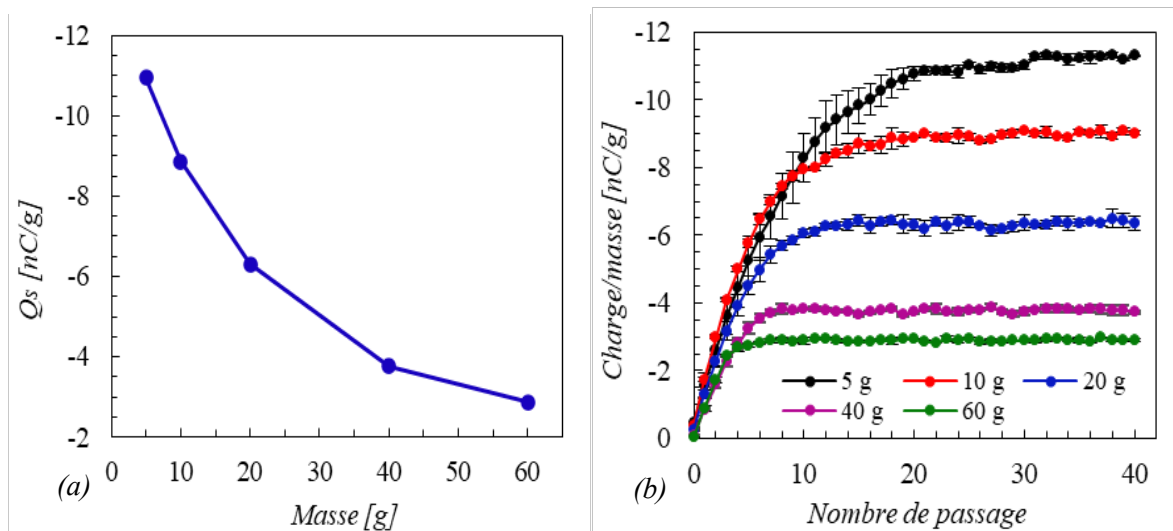 -12
-10
-8
-6
-4
-2
Qs [nC/g]
0 10 20 30 40 50 60
(a)
Masse [g]
-12
-10
-8
-6
-4
-2
0
Charge/masse [nC/g]
5 g 10 g 20 g
40 g 60 g
0 10 20 30 40
(b)
Nombre de passage